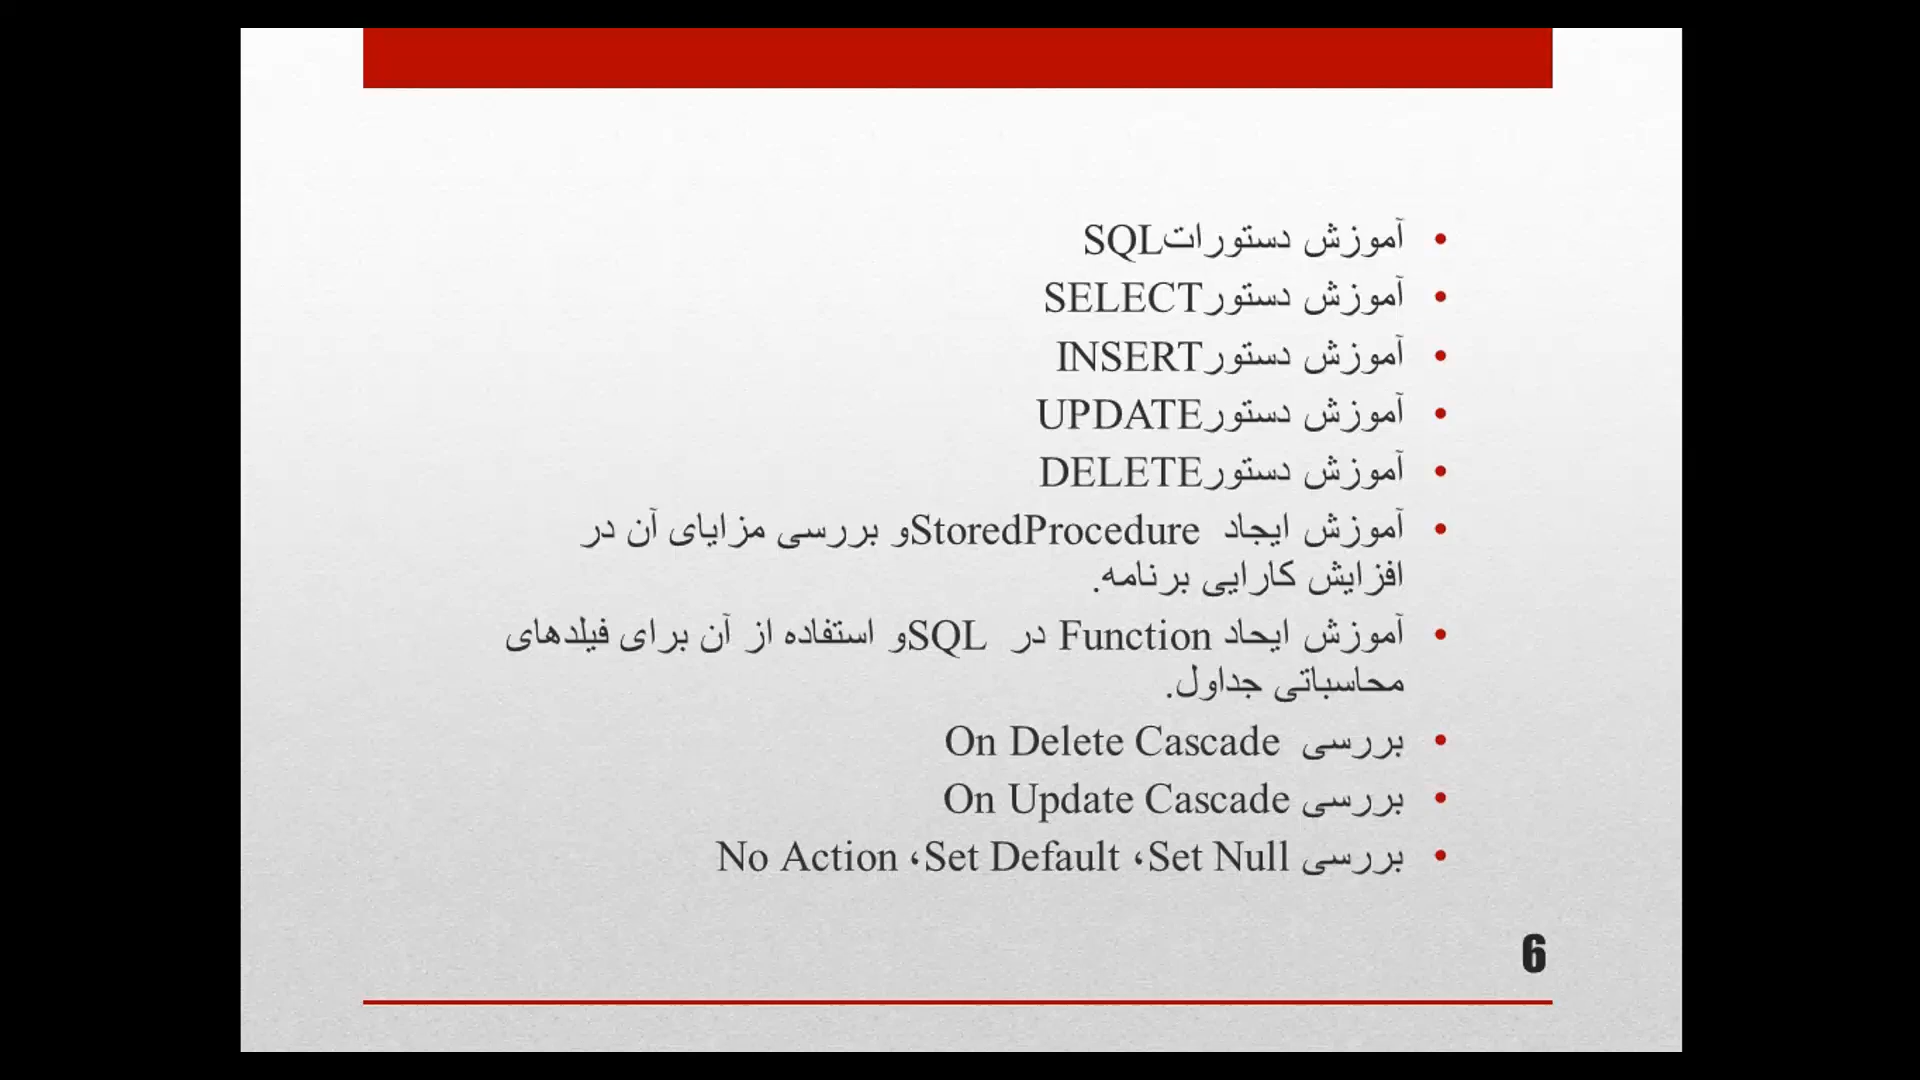 • آموزش دستوراتSQL
• آموزش دستورSELECT
• آموزش دستورINSERT
• آموزش دستورUPDATE
• آموزش دستورDELETE
• آموزش ایجاد StoredProcedureو بررسی مزایای آن در
افزایش کارایی برنامه.
• آموزش ایحاد Function در SQLو استفاده از آن برای فیلدهای
محاسباتی جداول.
• بررسی On Delete Cascade
• بررسی On Update Cascade
• بررسی Set Null، Set Default، No Action
6